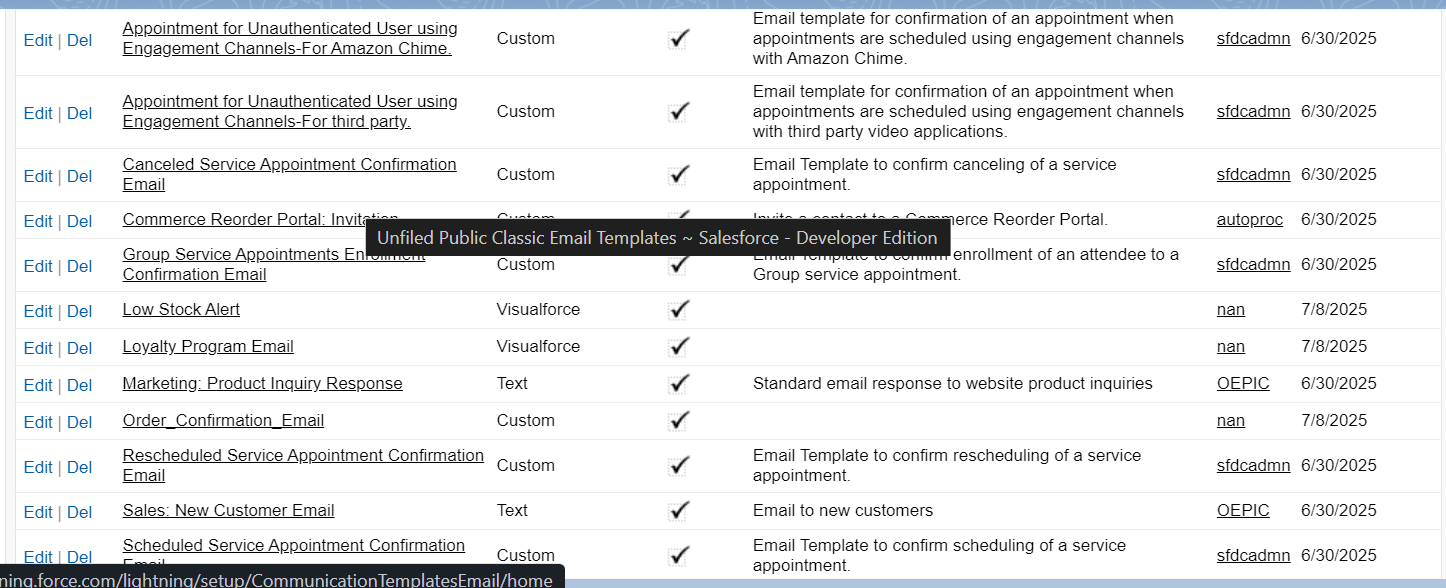 Edit | Del Appointment for Unauthenticated User using Engagement Channels-For Amazon Chime. Custom Email template for confirmation of an appointment when appointments are scheduled using engagement channels with Amazon Chime. sfdcadmn 6/30/2025
Edit | Del Appointment for Unauthenticated User using Engagement Channels-For third party. Custom Email template for confirmation of an appointment when appointments are scheduled using engagement channels with third party video applications. sfdcadmn 6/30/2025
Edit | Del Canceled Service Appointment Confirmation Email Custom Email Template to confirm canceling of a service appointment. sfdcadmn 6/30/2025
Edit | Del Commerce Reorder Portal: Invitation Custom Invite a contact to a Commerce Reorder Portal. autoproc 6/30/2025
Unfiled Public Classic Email Templates ~ Salesforce - Developer Edition
Edit | Del Group Service Appointments Enrollment Confirmation Email Custom Email Template to confirm enrollment of an attendee to a Group service appointment. sfdcadmn 6/30/2025
Edit | Del Low Stock Alert Visualforce nan 7/8/2025
Edit | Del Loyalty Program Email Visualforce nan 7/8/2025
Edit | Del Marketing: Product Inquiry Response Text Standard email response to website product inquiries OEPIC 6/30/2025
Edit | Del Order_Confirmation_Email Custom nan 7/8/2025
Edit | Del Rescheduled Service Appointment Confirmation Email Custom Email Template to confirm rescheduling of a service appointment. sfdcadmn 6/30/2025
Edit | Del Sales: New Customer Email Text Email to new customers OEPIC 6/30/2025
Edit | Del Scheduled Service Appointment Confirmation Email Custom Email Template to confirm scheduling of a service appointment. sfdcadmn 6/30/2025
ning.force.com/lightning/setup/CommunicationTemplatesEmail/home